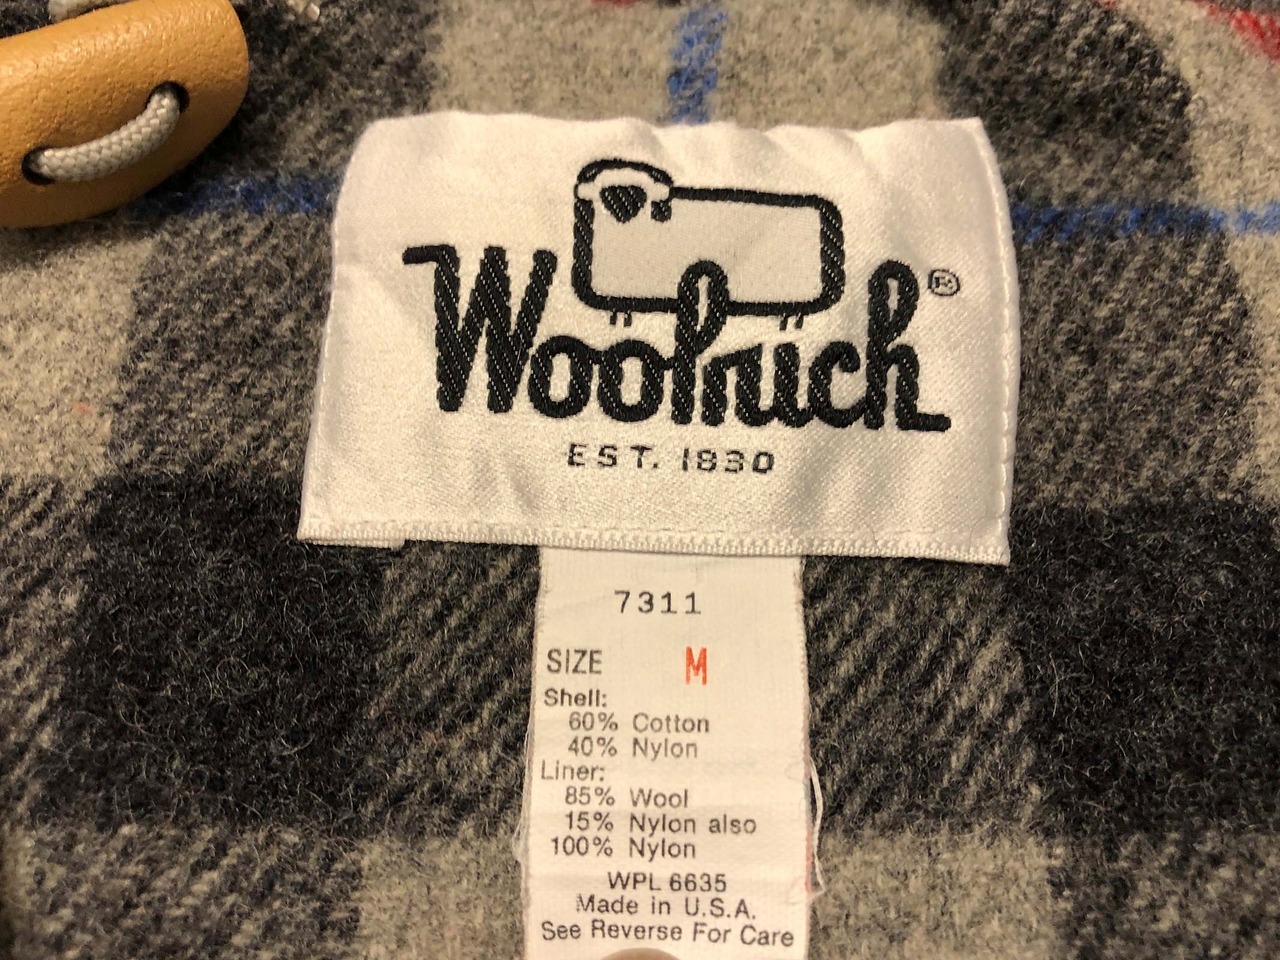 Woolrich®
EST. 1830
7311
SIZE M
Shell:
60% Cotton
40% Nylon
Liner:
85% Wool
15% Nylon also
100% Nylon
WPL 6635
Made in U.S.A.
See Reverse For Care